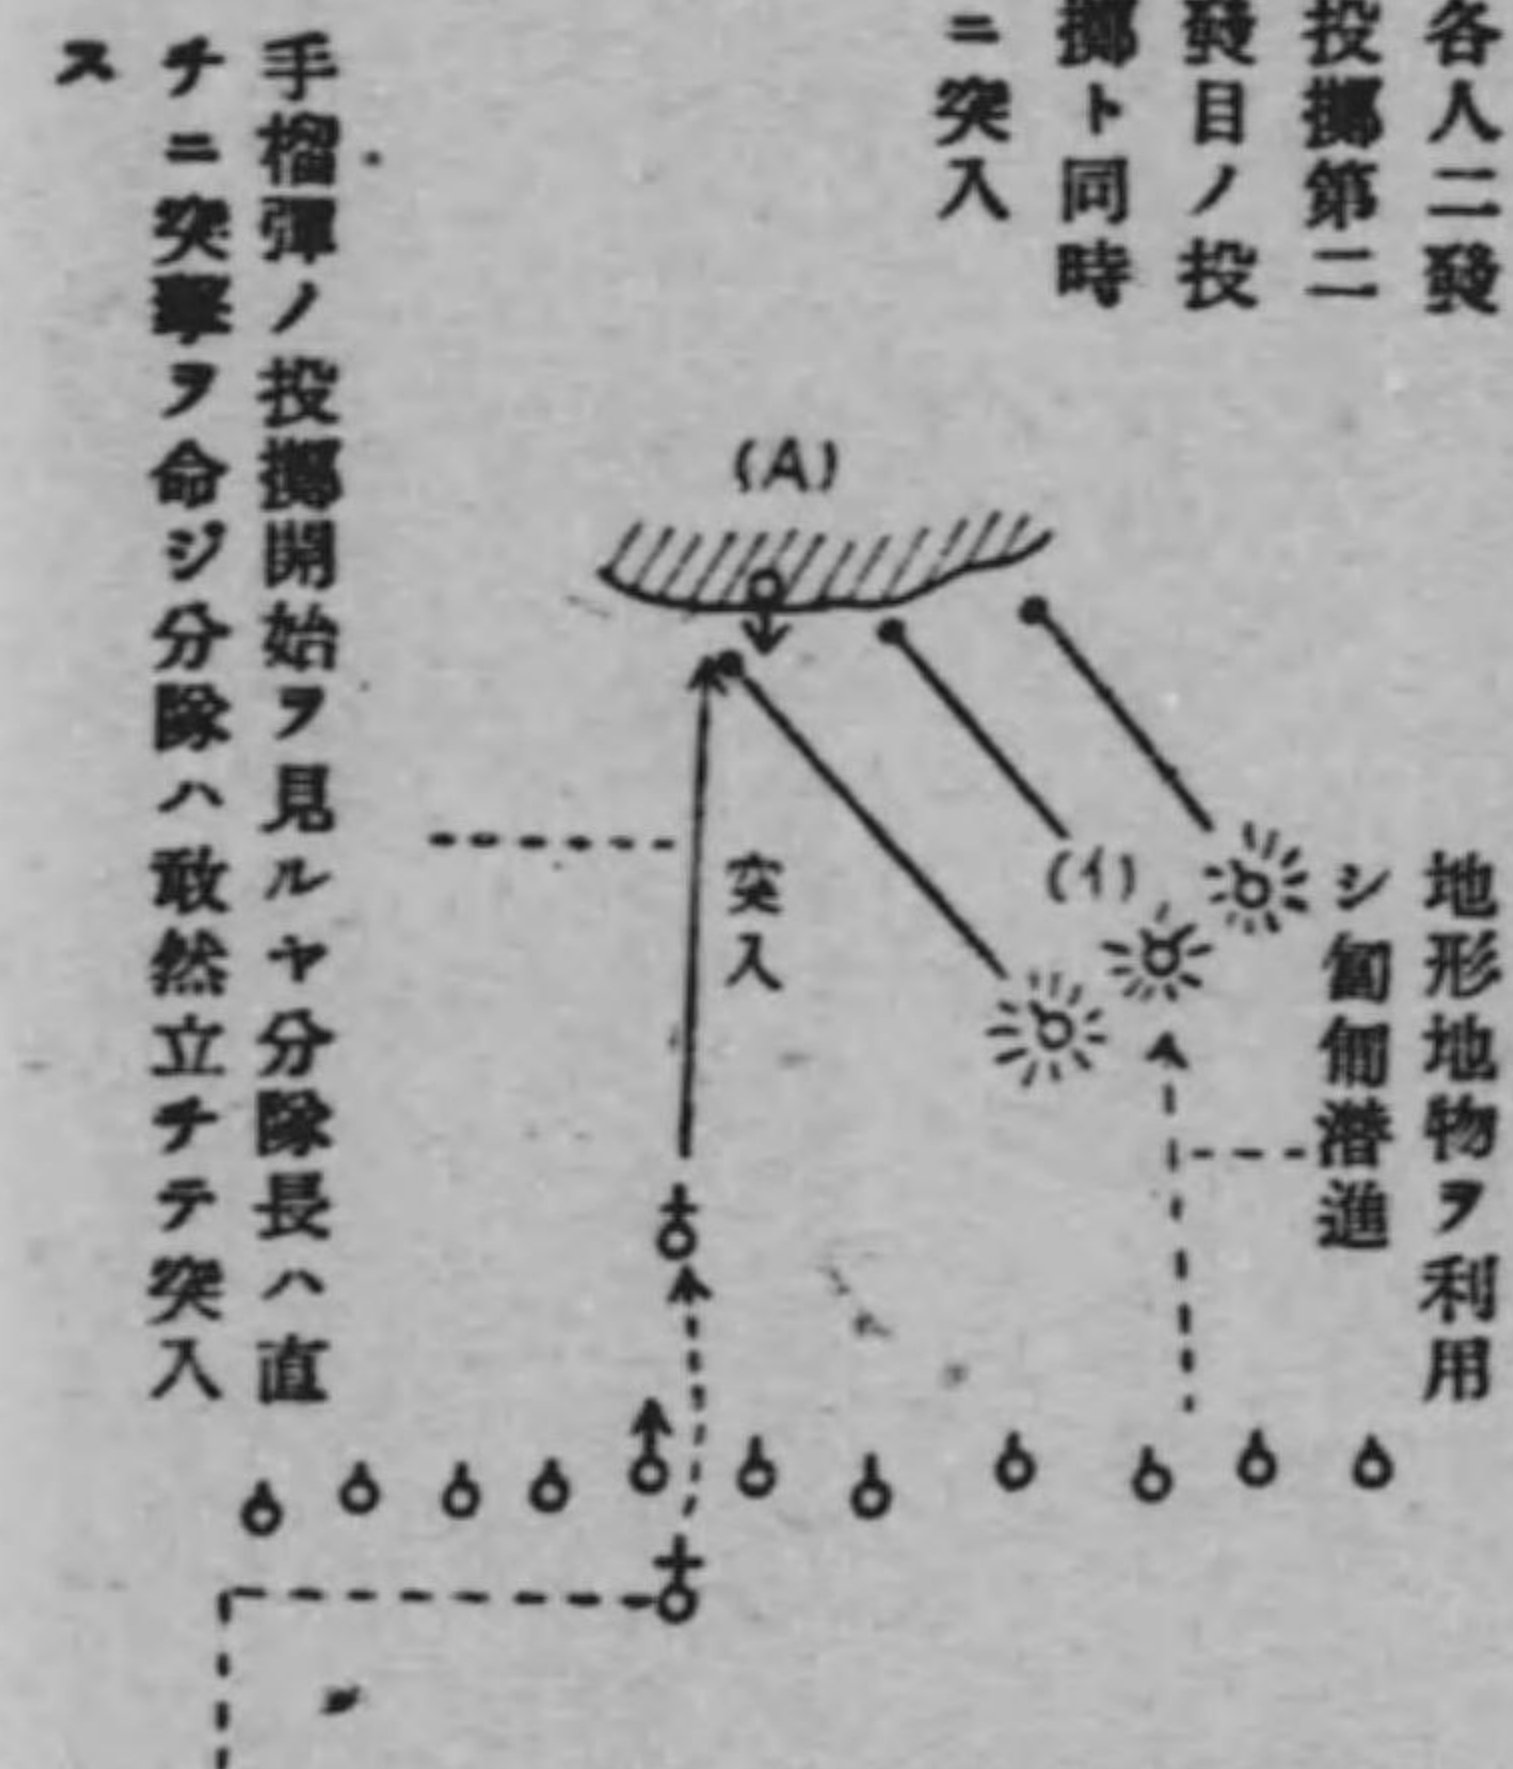 各人二發
投擲第二
發目ノ投
擲ト同時
ニ突入
(A)
(イ)
突入
地形地物ヲ利用
シ匍匐潜進
手榴彈ノ投擲開始ヲ見ルヤ分隊長ハ直
チニ突擊ヲ命ジ分隊ハ敢然立チテ突入
ス